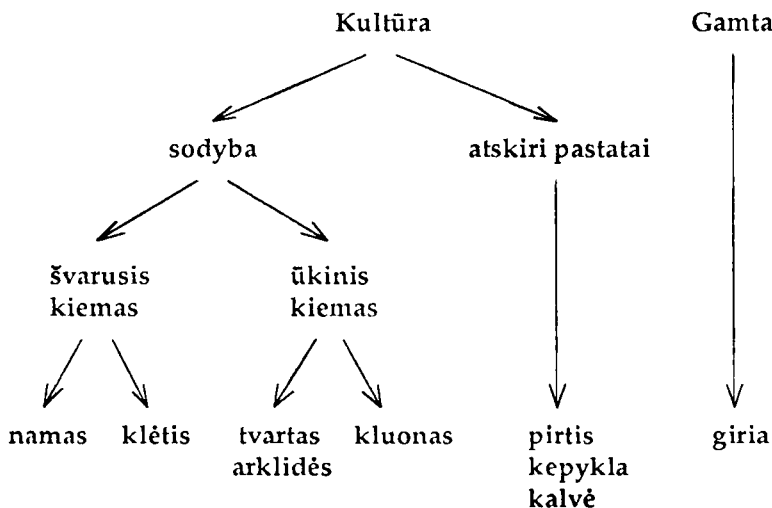 Kultūra Gamta
sodyba atskiri pastatai
švarusis ūkinis
kiemas kiemas
namas klėtis tvartas kluonas pirtis giria
arklidės kepykla
kalvė